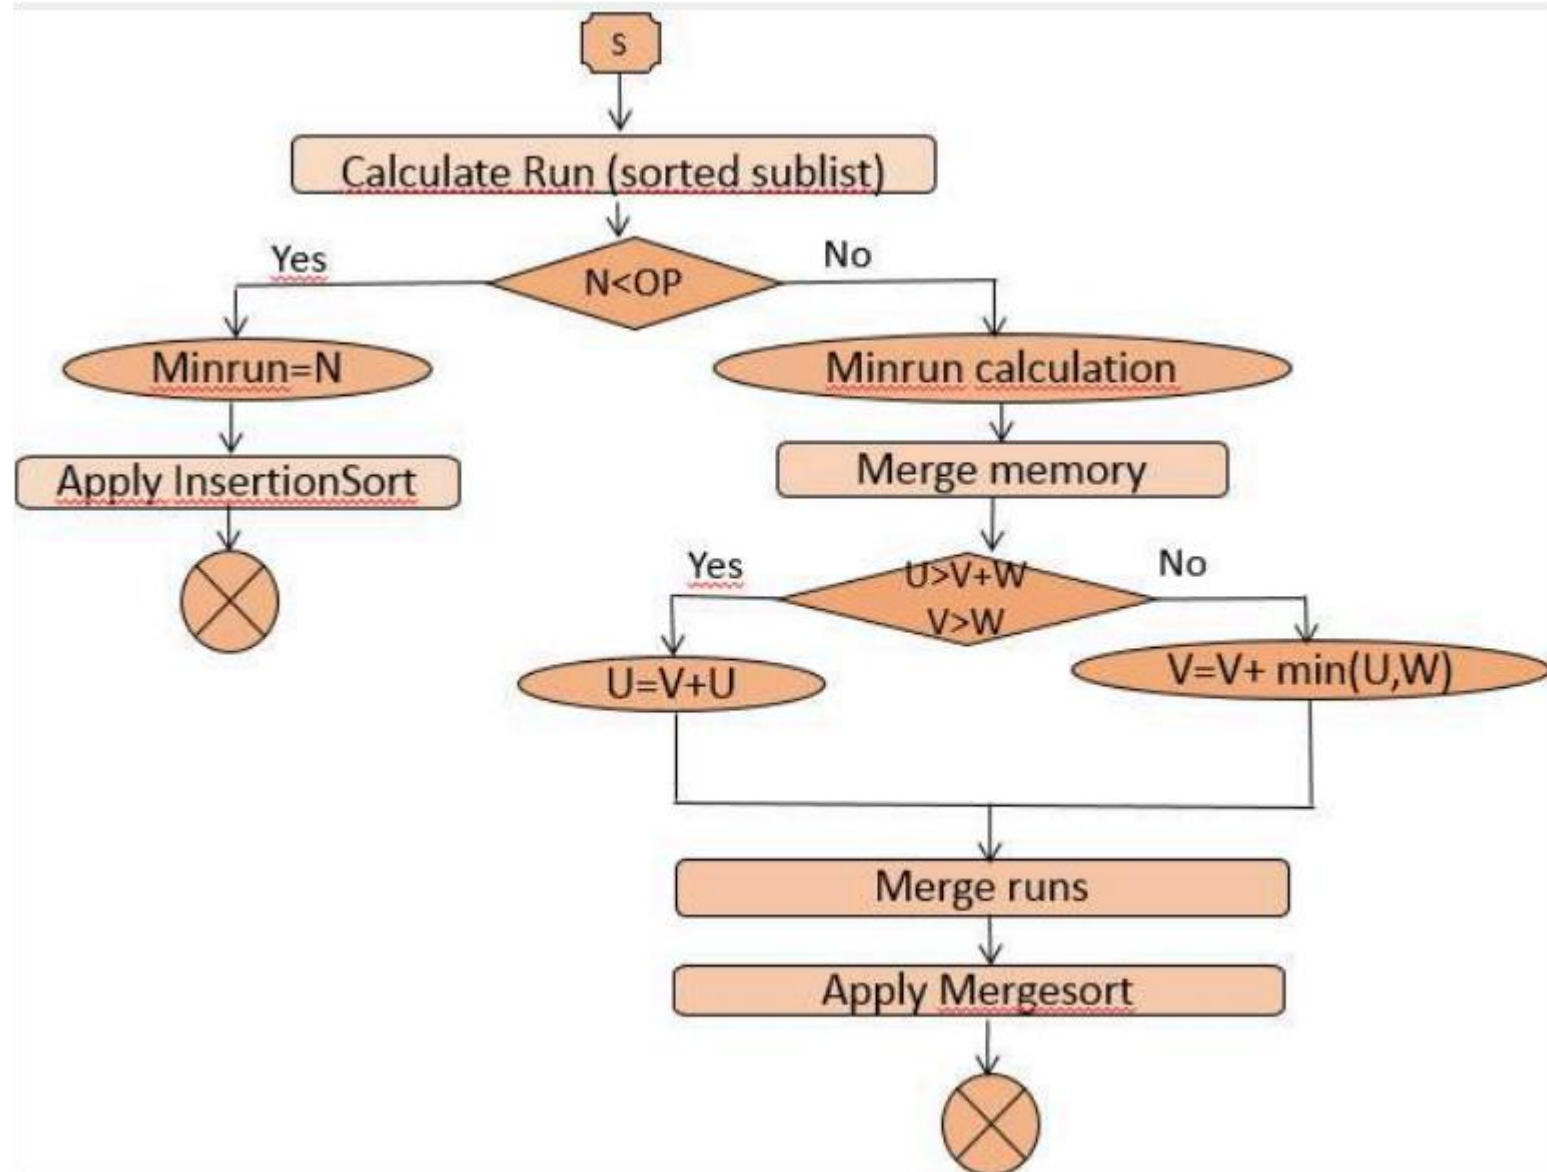 s
Calculate Run (sorted sublist)
Yes
N<OP
No
Minrun=N
Minrun calculation
Apply InsertionSort
Merge memory
Yes
U>V+W
V>W
No
U=V+U
V=V+ min(U,W)
Merge runs
Apply Mergesort